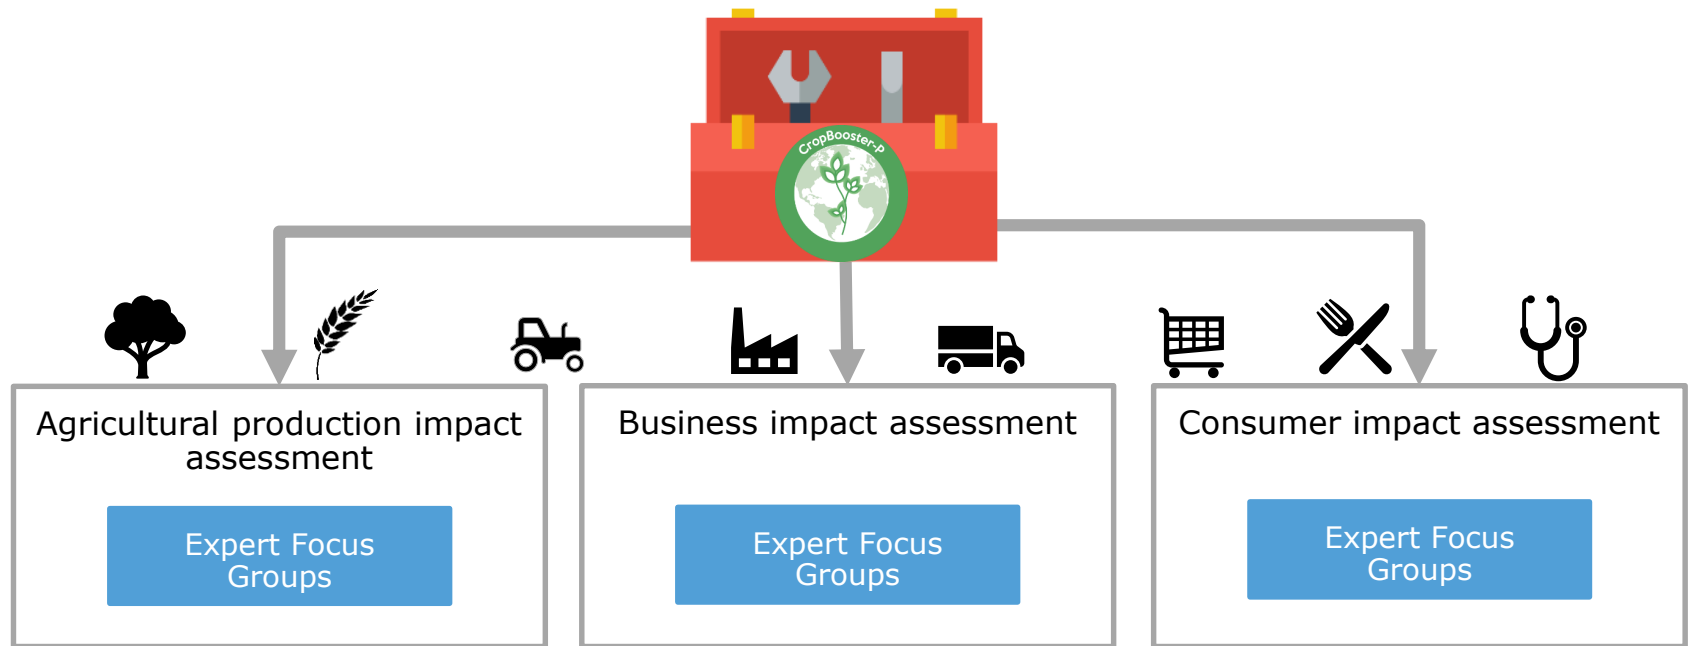 CropBooster-P
Agricultural production impact
assessment
Expert Focus
Groups
Business impact assessment
Expert Focus
Groups
Consumer impact assessment
Expert Focus
Groups